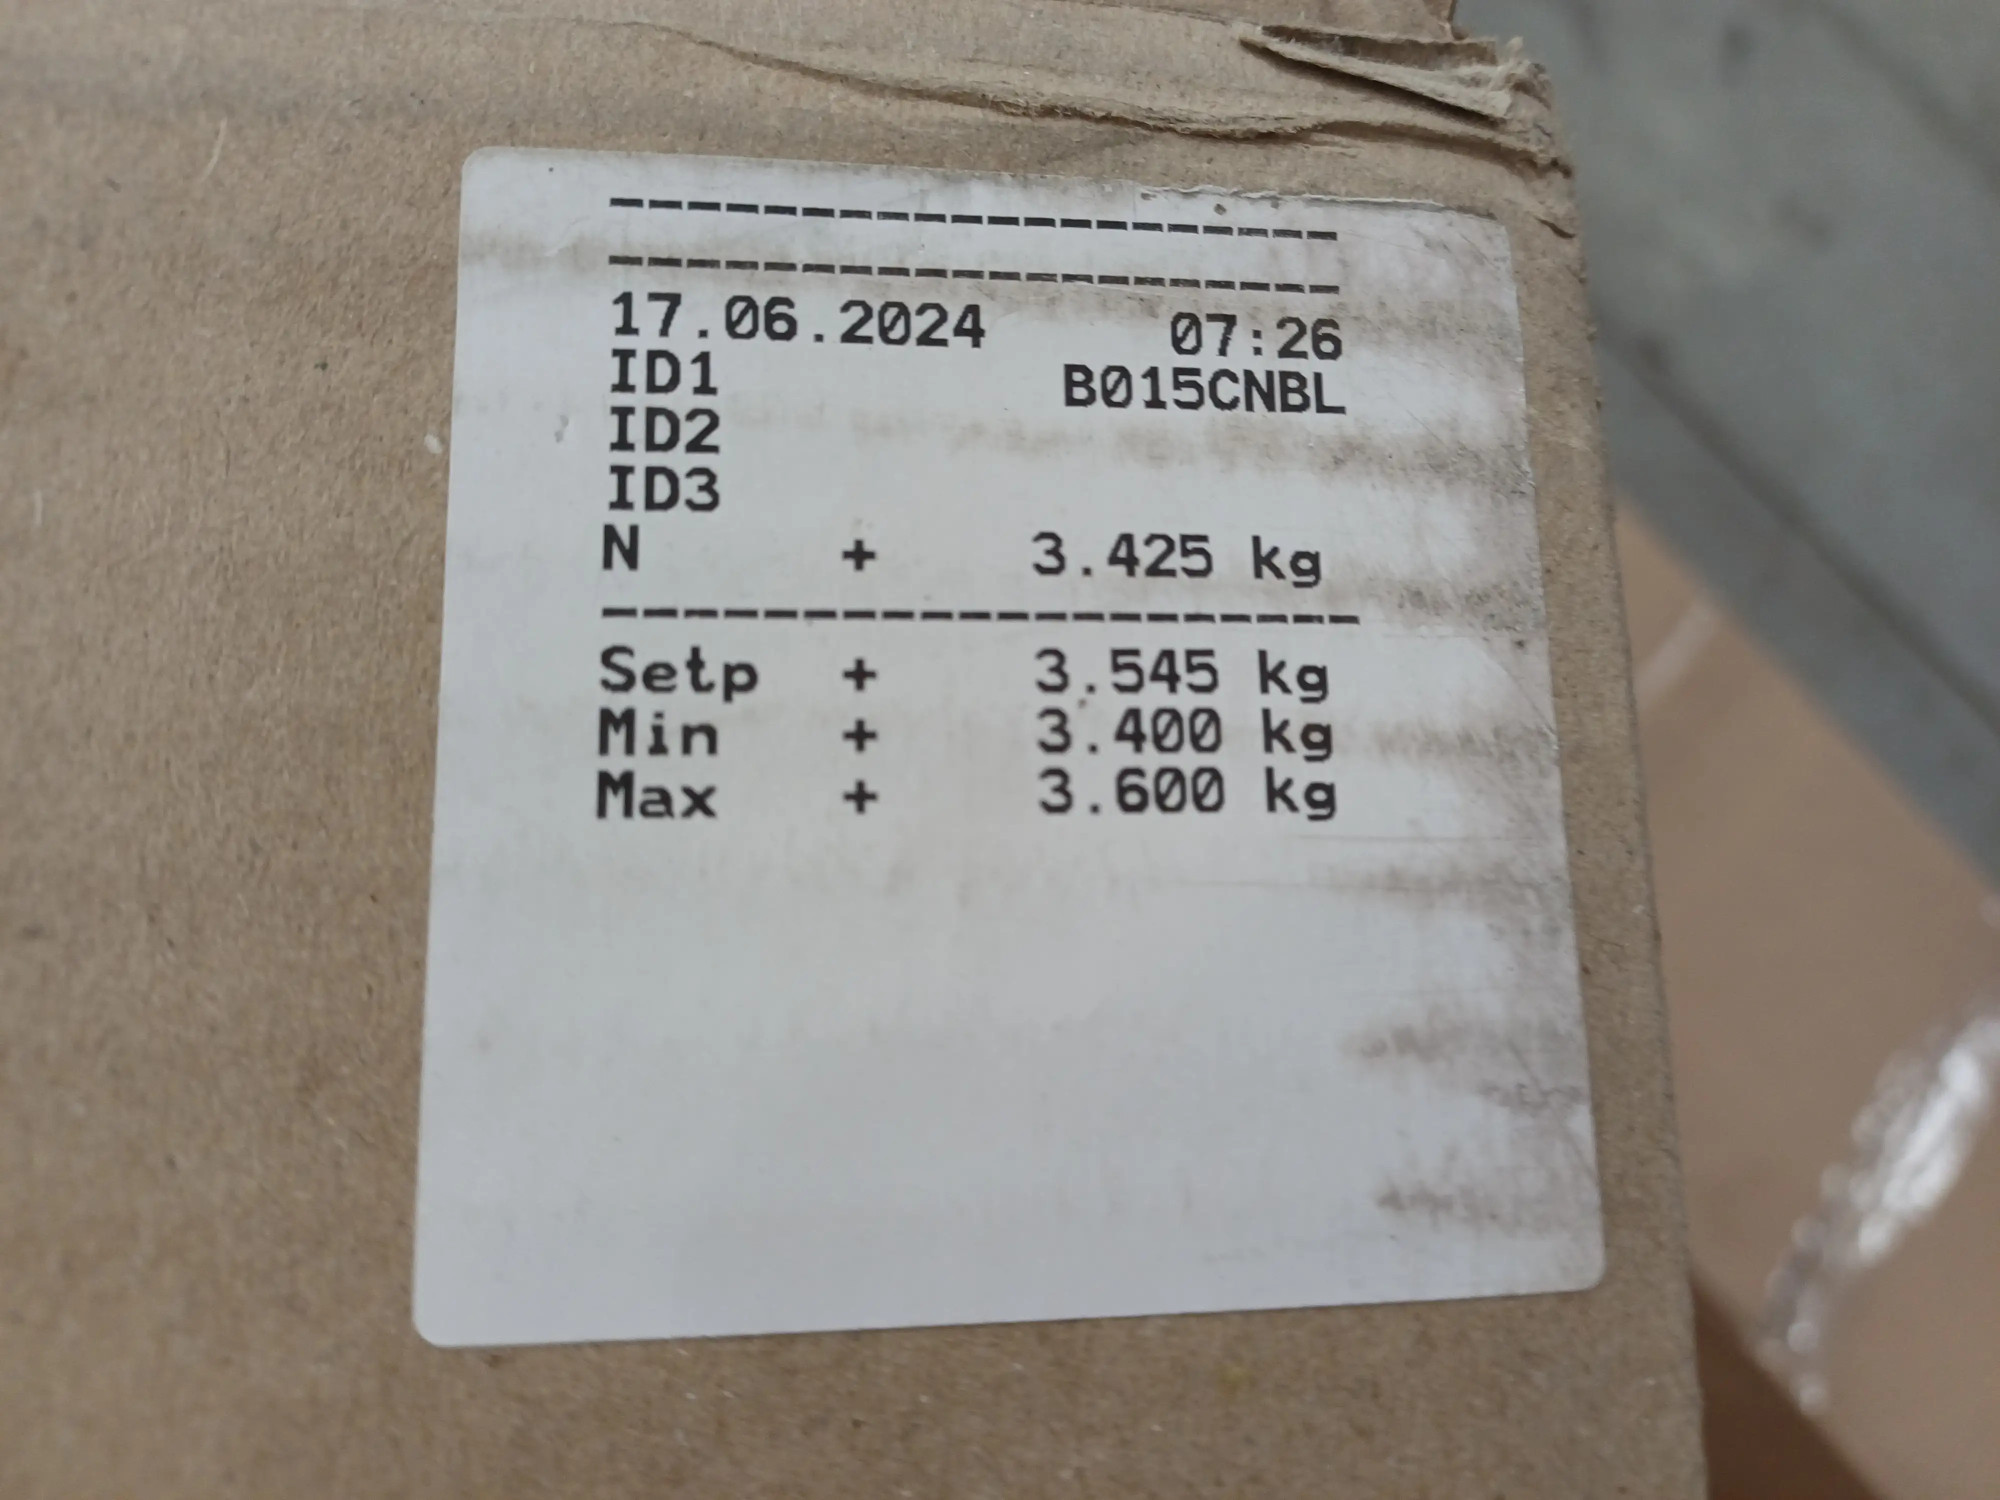 --------------------
--------------------
17.06.2024 07:26
ID1 B015CNBL
ID2
ID3
N + 3.425 kg
--------------------
Setp + 3.545 kg
Min + 3.400 kg
Max + 3.600 kg